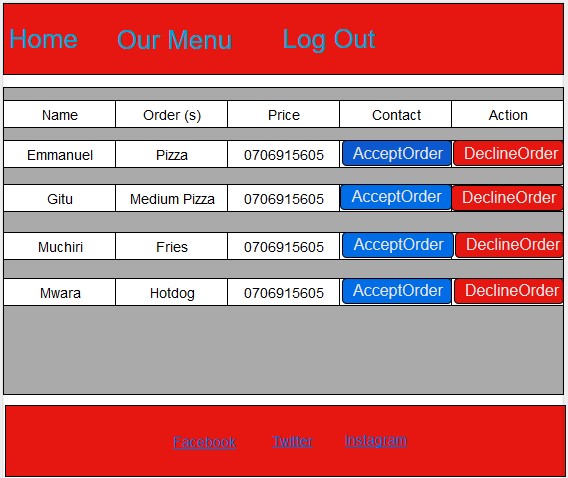 Home Our Menu Log Out
Name Order (s) Price Contact Action
Emmanuel Pizza 0706915605 AcceptOrder DeclineOrder
Gitu Medium Pizza 0706915605 AcceptOrder DeclineOrder
Muchiri Fries 0706915605 AcceptOrder DeclineOrder
Mwara Hotdog 0706915605 AcceptOrder DeclineOrder
Facebook Twitter Instagram